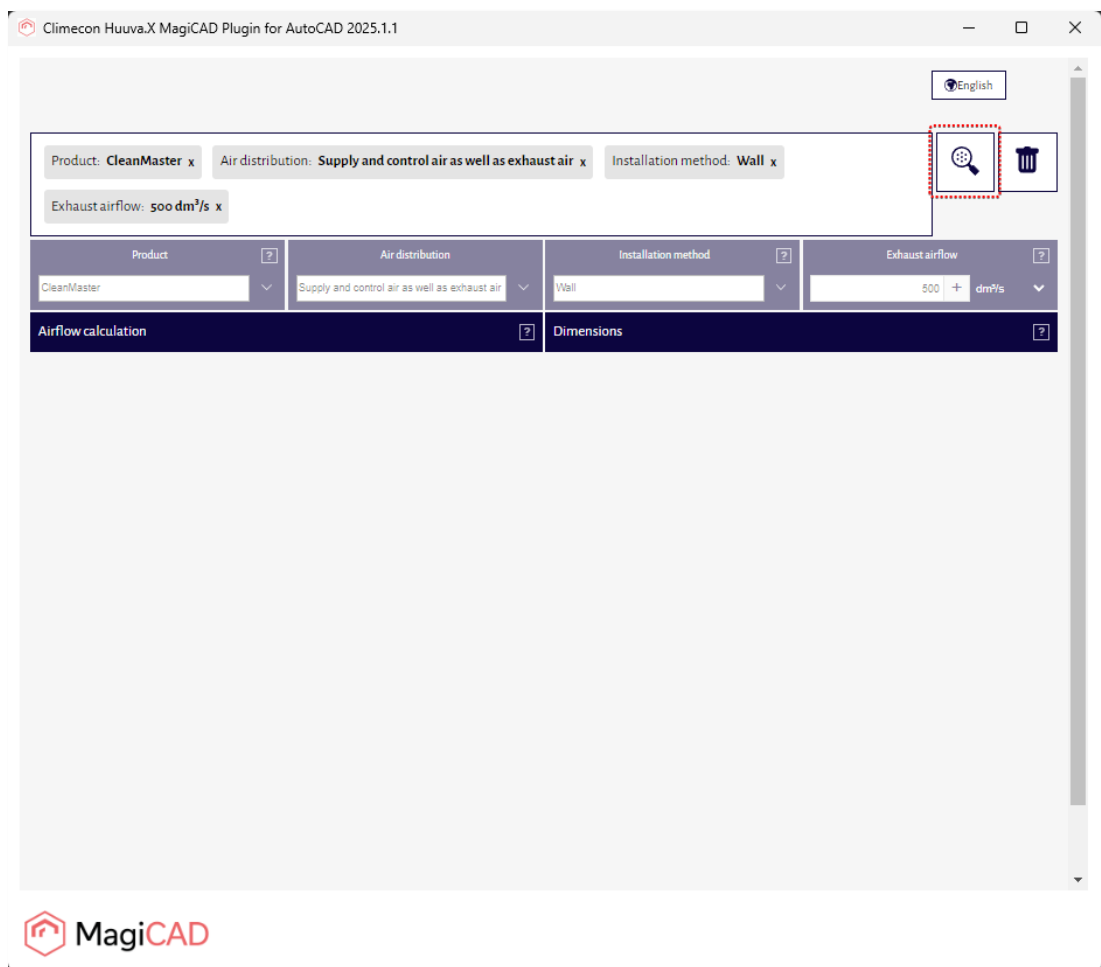 Climecon Huuva.X MagiCAD Plugin for AutoCAD 2025.1.1
English
Product: CleanMaster x Air distribution: Supply and control air as well as exhaust air x Installation method: Wall x
Exhaust airflow: 500 dm³/s x
Product ? Air distribution Installation method ? Exhaust airflow ?
CleanMaster Supply and control air as well as exhaust air Wall 500 + dm³/s
Airflow calculation ? Dimensions ?
MagiCAD